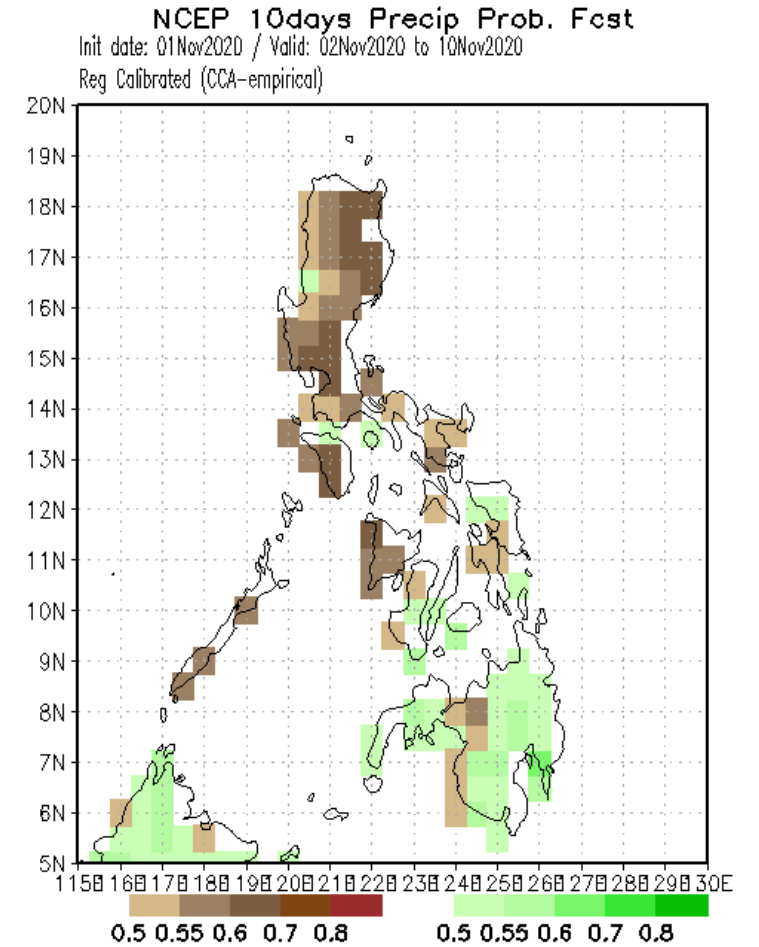 NCEP 10days Precip Prob. Fcst
Init date: 01Nov2020 / Valid: 02Nov2020 to 10Nov2020
Reg Calibrated (CCA-empirical)
20N
19N
18N
17N
16N
15N
14N
13N
12N
11N
10N
9N
8N
7N
6N
5N
115E 116E 117E 118E 119E 120E 121E 122E 123E 124E 125E 126E 127E 128E 129E 130E
0.5 0.55 0.6 0.7 0.8 0.5 0.55 0.6 0.7 0.8